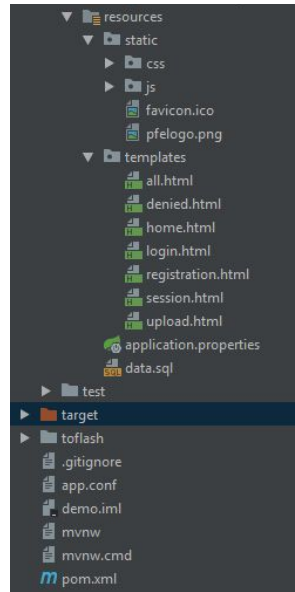 resources
static
css
js
favicon.ico
pfelogo.png
templates
all.html
denied.html
home.html
login.html
registration.html
session.html
upload.html
application.properties
data.sql
test
target
toflash
.gitignore
app.conf
demo.iml
mvnw
mvnw.cmd
pom.xml